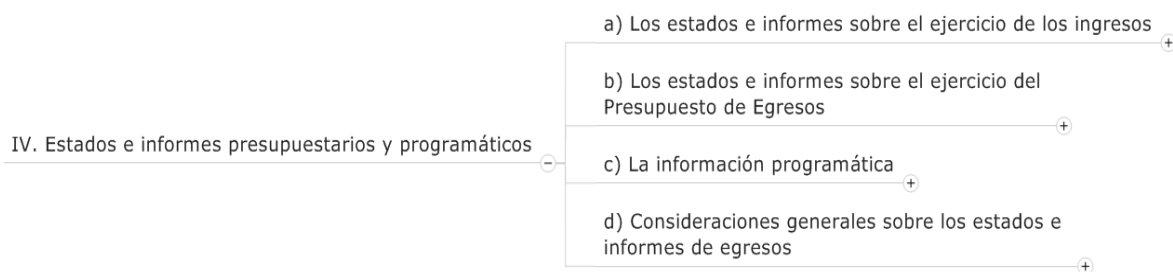 IV. Estados e informes presupuestarios y programáticos
a) Los estados e informes sobre el ejercicio de los ingresos
b) Los estados e informes sobre el ejercicio del
Presupuesto de Egresos
c) La información programática
d) Consideraciones generales sobre los estados e
informes de egresos